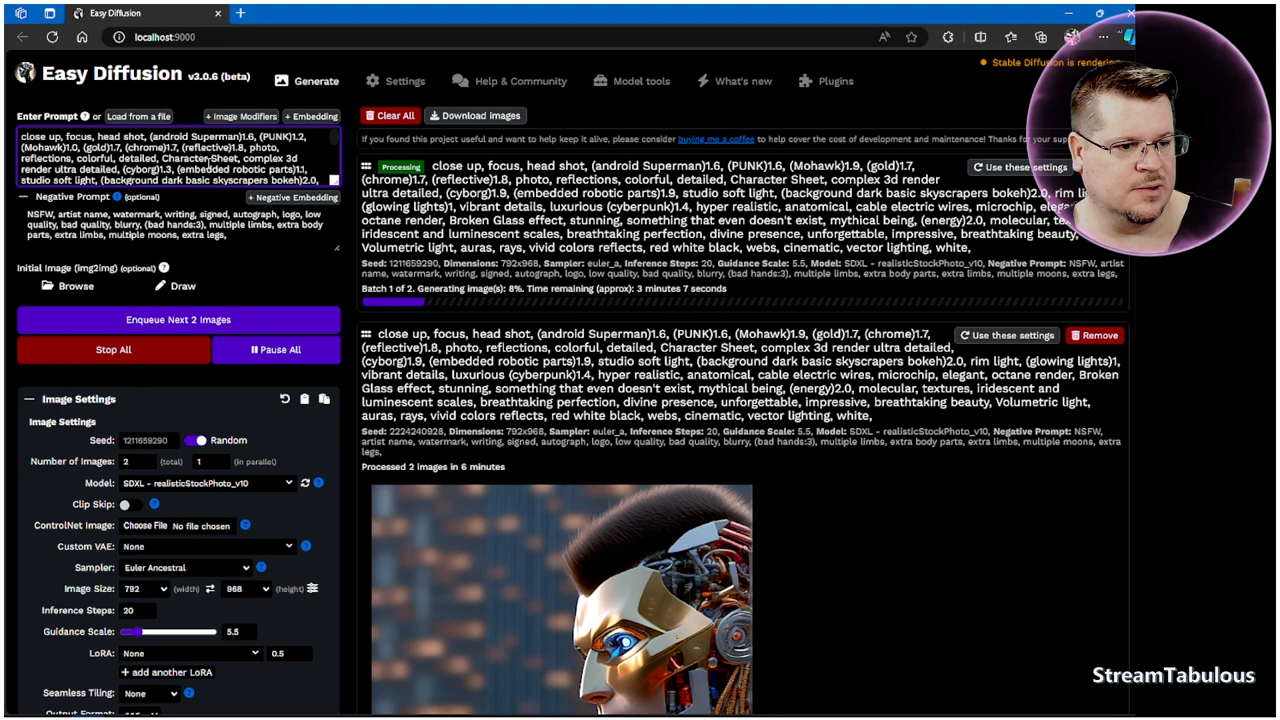 Easy Diffusion
localhost:9000
Easy Diffusion v3.0.6 (beta)
Generate
Settings
Help & Community
Model tools
What's new
Plugins
Stable Diffusion is rendering
Enter Prompt or Load from a file
+ Image Modifiers
+ Embedding
close up, focus, head shot, (android Superman)1.6, (PUNK)1.2,
(Mohawk)1.0, (gold)1.7, (chrome)1.7, (reflective)1.8, photo,
reflections, colorful, detailed, Character Sheet, complex 3d
render ultra detailed, (cyborg)1.3, (embedded robotic parts)1.1,
studio soft light, (background dark basic skyscrapers bokeh)2.0,
Negative Prompt (optional)
+ Negative Embedding
NSFW, artist name, watermark, writing, signed, autograph, logo, low
quality, bad quality, blurry, (bad hands:3), multiple limbs, extra body
parts, extra limbs, multiple moons, extra legs,
Initial Image (img2img) (optional)
Browse
Draw
Enqueue Next 2 Images
Stop All
Pause All
Image Settings
Image Settings
Seed: 1211659290 Random
Number of Images: 2 (total) 1 (in parallel)
Model: SDXL - realisticStockPhoto_v10
Clip Skip:
ControlNet Image: Choose File No file chosen
Custom VAE: None
Sampler: Euler Ancestral
Image Size: 792 (width) 968 (height)
Inference Steps: 20
Guidance Scale: 5.5
LoRA: None 0.5
+ add another LoRA
Seamless Tiling: None
Output Format:
Clear All
Download images
If you found this project useful and want to help keep it alive, please consider buying me a coffee to help cover the cost of development and maintenance! Thanks for your
Processing close up, focus, head shot, (android Superman)1.6, (PUNK)1.6, (Mohawk)1.9, (gold)1.7,
Use these settings
(chrome)1.7, (reflective)1.8, photo, reflections, colorful, detailed, Character Sheet, complex 3d render
ultra detailed, (cyborg)1.9, (embedded robotic parts)1.9, studio soft light, (background dark basic skyscrapers bokeh)2.0, rim
(glowing lights)1, vibrant details, luxurious (cyberpunk)1.4, hyper realistic, anatomical, cable electric wires, microchip, elegant,
octane render, Broken Glass effect, stunning, something that even doesn't exist, mythical being, (energy)2.0, molecular,
iridescent and luminescent scales, breathtaking perfection, divine presence, unforgettable, impressive, breathtaking beauty,
Volumetric light, auras, rays, vivid colors reflects, red white black, webs, cinematic, vector lighting, white,
Seed: 1211659290, Dimensions: 792x968, Sampler: euler_a, Inference Steps: 20, Guidance Scale: 5.5, Model: SDXL - realisticStockPhoto_v10, Negative Prompt: NSFW, artist
name, watermark, writing, signed, autograph, logo, low quality, bad quality, blurry, (bad hands:3), multiple limbs, extra body parts, extra limbs, multiple moons, extra legs,
Batch 1 of 2. Generating image(s): 8%. Time remaining (approx): 3 minutes 7 seconds
close up, focus, head shot, (android Superman)1.6, (PUNK)1.6, (Mohawk)1.9, (gold)1.7, (chrome)1.7,
Use these settings
Remove
(reflective)1.8, photo, reflections, colorful, detailed, Character Sheet, complex 3d render ultra detailed,
(cyborg)1.9, (embedded robotic parts)1.9, studio soft light, (background dark basic skyscrapers bokeh)2.0, rim light, (glowing lights)1,
vibrant details, luxurious (cyberpunk)1.4, hyper realistic, anatomical, cable electric wires, microchip, elegant, octane render, Broken
Glass effect, stunning, something that even doesn't exist, mythical being, (energy)2.0, molecular, textures, iridescent and
luminescent scales, breathtaking perfection, divine presence, unforgettable, impressive, breathtaking beauty, Volumetric light,
auras, rays, vivid colors reflects, red white black, webs, cinematic, vector lighting, white,
Seed: 2224240928, Dimensions: 792x968, Sampler: euler_a, Inference Steps: 20, Guidance Scale: 5.5, Model: SDXL - realisticStockPhoto_v10, Negative Prompt: NSFW,
artist name, watermark, writing, signed, autograph, logo, low quality, bad quality, blurry, (bad hands:3), multiple limbs, extra body parts, extra limbs, multiple moons, extra
legs,
Processed 2 images in 6 minutes
StreamTabulous